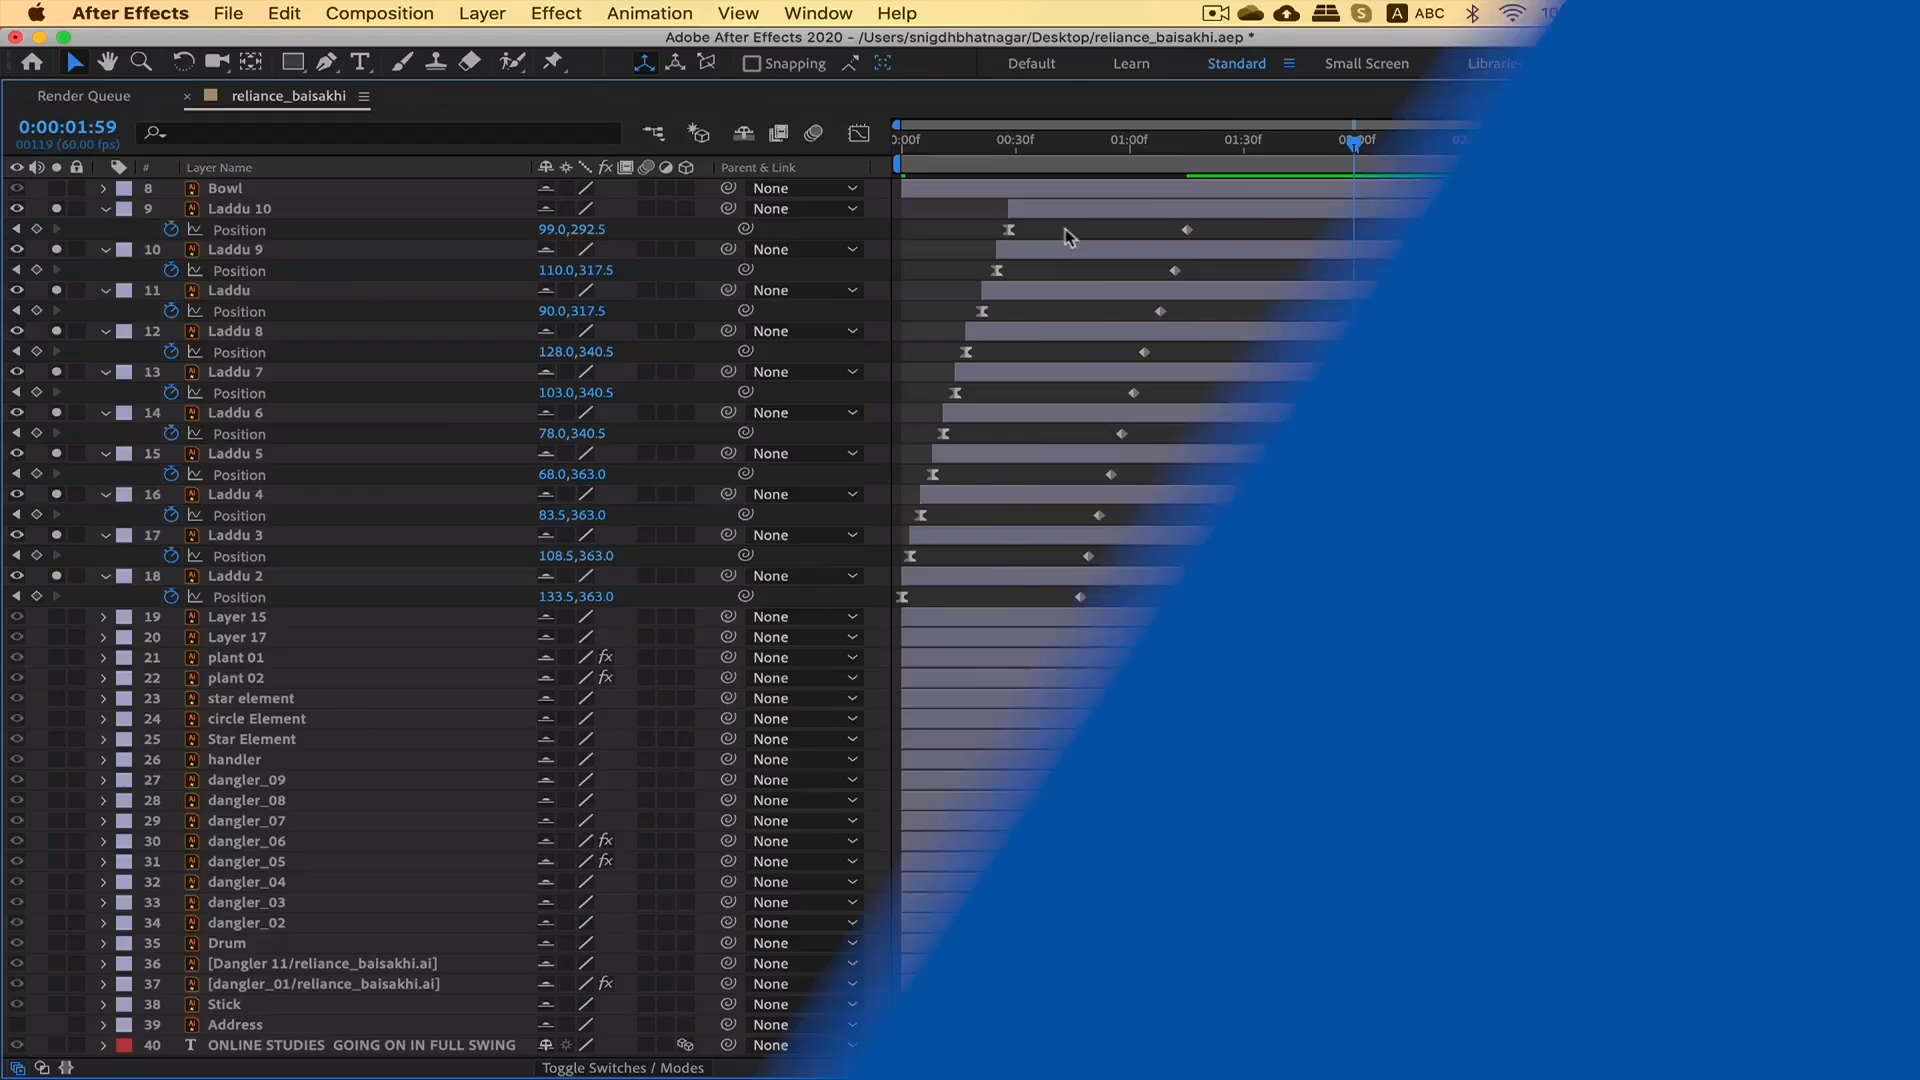 After Effects File Edit Composition Layer Effect Animation View Window Help ABC
Adobe After Effects 2020 - /Users/snigdhbhatnagar/Desktop/reliance_baisakhi.aep *
Snapping Default Learn Standard Small Screen
Render Queue reliance_baisakhi
0:00:01:59
00119 (60.00 fps)
0:00f 00:30f 01:00f 01:30f
# Layer Name fx Parent & Link
8 Bowl None
9 Laddu 10 None
Position 99.0,292.5
10 Laddu 9 None
Position 110.0,317.5
11 Laddu None
Position 90.0,317.5
12 Laddu 8 None
Position 128.0,340.5
13 Laddu 7 None
Position 103.0,340.5
14 Laddu 6 None
Position 78.0,340.5
15 Laddu 5 None
Position 68.0,363.0
16 Laddu 4 None
Position 83.5,363.0
17 Laddu 3 None
Position 108.5,363.0
18 Laddu 2 None
Position 133.5,363.0
19 Layer 15 None
20 Layer 17 None
21 plant 01 fx None
22 plant 02 fx None
23 star element None
24 circle Element None
25 Star Element None
26 handler None
27 dangler_09 None
28 dangler_08 None
29 dangler_07 None
30 dangler_06 fx None
31 dangler_05 fx None
32 dangler_04 None
33 dangler_03 None
34 dangler_02 None
35 Drum None
36 [Dangler 11/reliance_baisakhi.ai] None
37 [dangler_01/reliance_baisakhi.ai] fx None
38 Stick None
39 Address None
40 T ONLINE STUDIES GOING ON IN FULL SWING None
Toggle Switches / Modes